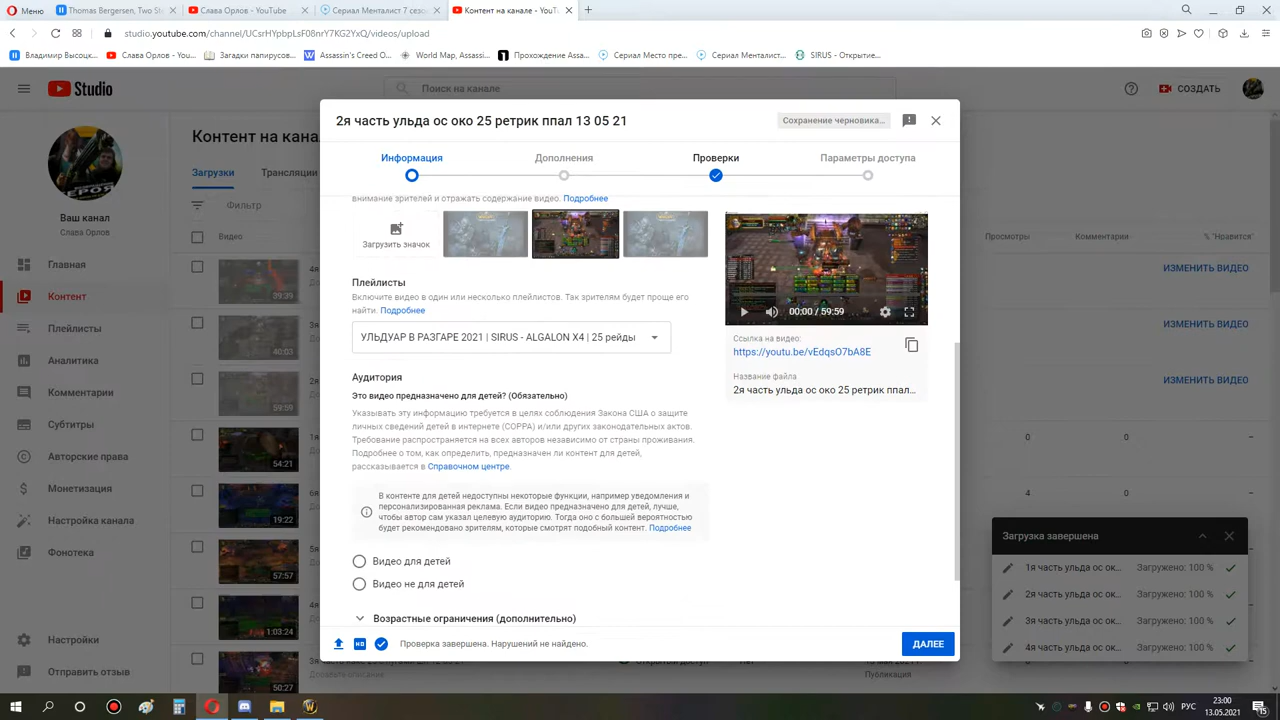 Меню
Thomas Bergersen, Two St
Слава Орлов - YouTube
Сериал Менталист 7 сезо
Контент на канале - YouT
studio.youtube.com/channel/UCsrHYpbpLsF08nrY7KG2YxQ/videos/upload
Владимир Высоцк...
Слава Орлов - You...
Загадки папирусов...
Assassin's Creed O...
World Map, Assassi...
Прохождение Assa...
Сериал Место пре...
Сериал Менталист...
SIRUS - Открытие...
Studio
Поиск на канале
СОЗДАТЬ
Ваш канал
Слава Орлов
Главная
Контент
Плейлисты
Аналитика
Комментарии
Субтитры
Авторские права
Монетизация
Настройка канала
Фонотека
Настройки
Отправить отзыв
Контент на кана
Загрузки
Трансляции
Фильтр
Видео
Просмотры
Комментарии
% "Нравится"
39:39
ИЗМЕНИТЬ ВИДЕО
40:03
ИЗМЕНИТЬ ВИДЕО
59:59
ИЗМЕНИТЬ ВИДЕО
54:21
0
0
–
19:22
4
0
–
57:57
1:03:24
50:27
Добавьте описание
Публикация
2я часть ульда ос око 25 ретрик ппал 13 05 21
Сохранение черновика...
Информация
Дополнения
Проверки
Параметры доступа
внимание зрителей и отражать содержание видео. Подробнее
Загрузить значок
Плейлисты
Включите видео в один или несколько плейлистов. Так зрителям будет проще его
найти. Подробнее
УЛЬДУАР В РАЗГАРЕ 2021 | SIRUS - ALGALON X4 | 25 рейды
Аудитория
Это видео предназначено для детей? (Обязательно)
Указывать эту информацию требуется в целях соблюдения Закона США о защите
личных сведений детей в интернете (COPPA) и/или других законодательных актов.
Требование распространяется на всех авторов независимо от страны проживания.
Подробнее о том, как определить, предназначен ли контент для детей,
рассказывается в Справочном центре.
В контенте для детей недоступны некоторые функции, например уведомления и
персонализированная реклама. Если видео предназначено для детей, лучше,
чтобы автор сам указал целевую аудиторию. Тогда оно с большей вероятностью
будет рекомендовано зрителям, которые смотрят подобный контент. Подробнее
Видео для детей
Видео не для детей
Возрастные ограничения (дополнительно)
00:00 / 59:59
Ссылка на видео:
https://youtu.be/vEdqsO7bA8E
Название файла
2я часть ульда ос око 25 ретрик ппал...
HD
Проверка завершена. Нарушений не найдено.
ДАЛЕЕ
Загрузка завершена
1я часть ульда ос ок... Загружено: 100 %
2я часть ульда ос ок... Загружено: 100 %
3я часть ульда ос ок... Загружено: 100 %
4я часть ульда ос ок... Загружено: 100 %
РУС
23:00
13.05.2021
15